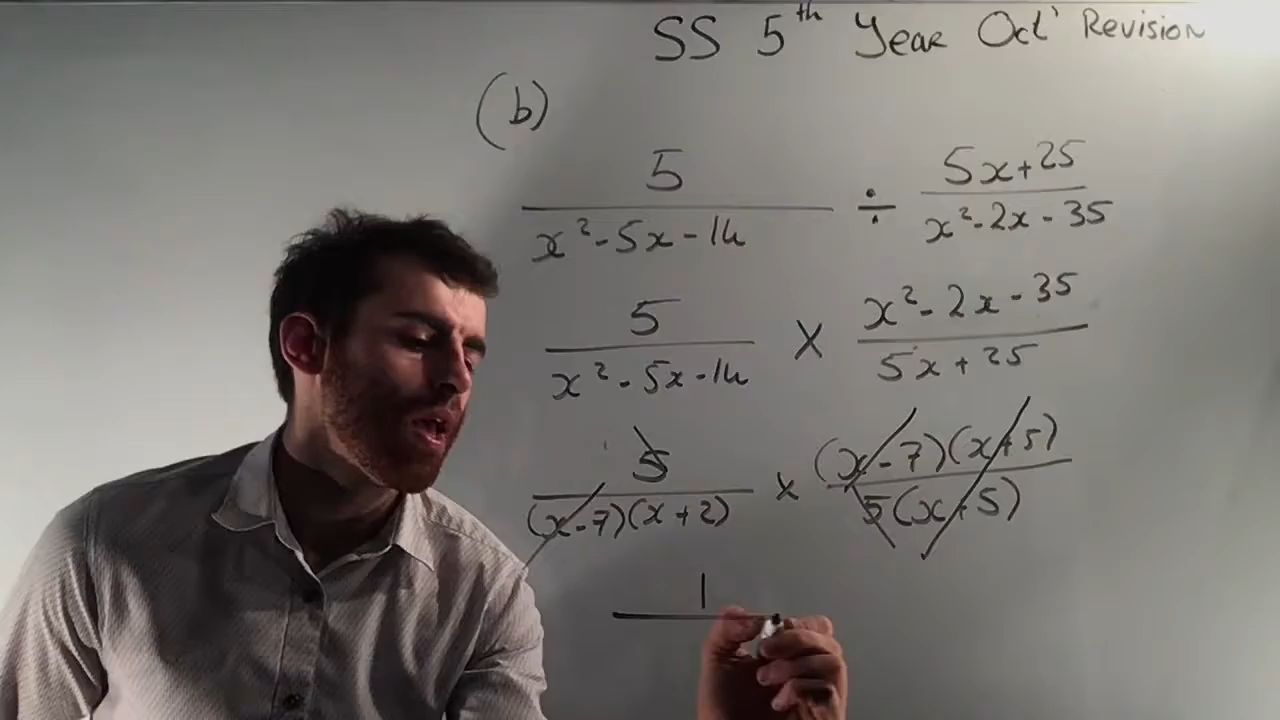 SS 5th Year Oct' Revision
(b)
5 / x² - 5x - 14 ÷ 5x + 25 / x² - 2x - 35
5 / x² - 5x - 14 × x² - 2x - 35 / 5x + 25
5 / (x - 7)(x + 2) × (x - 7)(x + 5) / 5(x + 5)
1